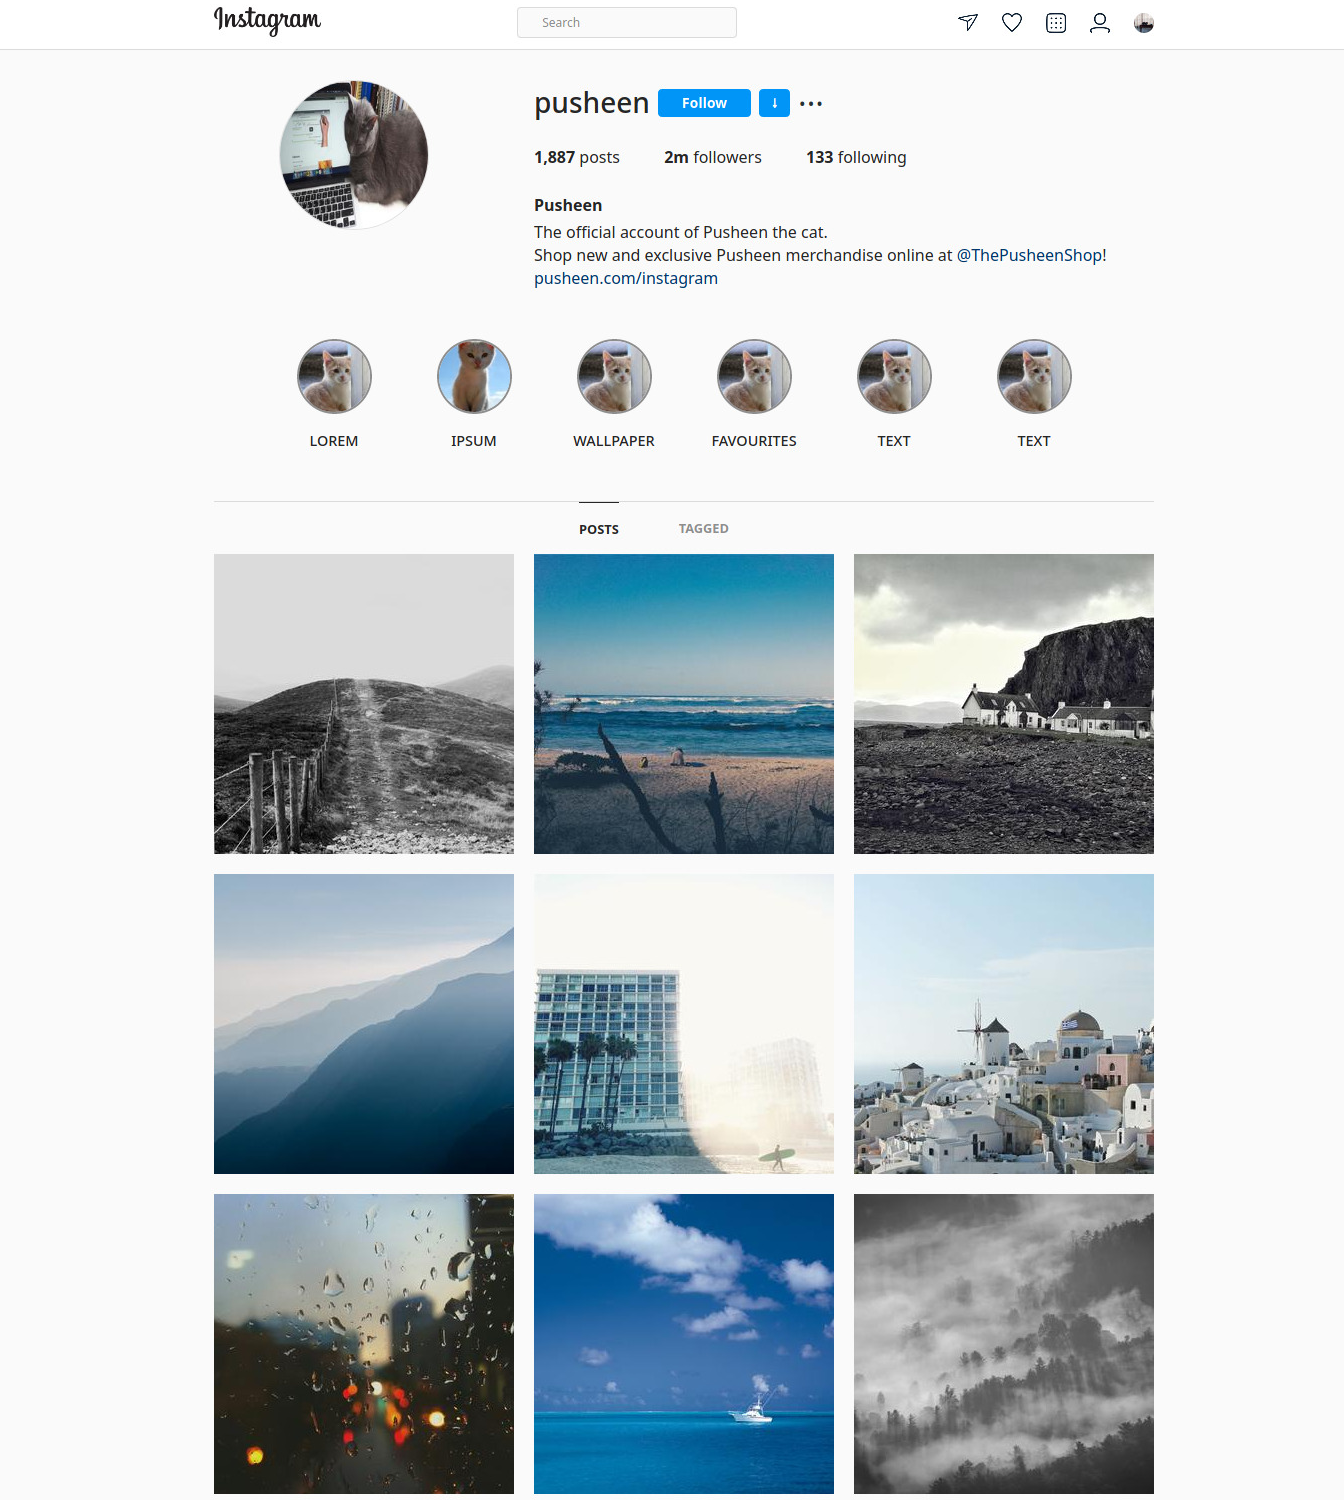 Instagram
Search
pusheen Follow ↓ ···
1,887 posts 2m followers 133 following
Pusheen
The official account of Pusheen the cat.
Shop new and exclusive Pusheen merchandise online at @ThePusheenShop!
pusheen.com/instagram
LOREM IPSUM WALLPAPER FAVOURITES TEXT TEXT
POSTS TAGGED